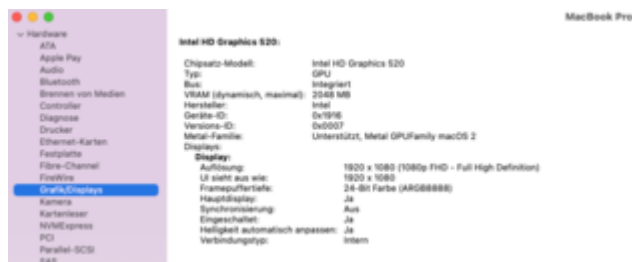 MacBook Pro
Hardware
ATA
Apple Pay
Audio
Bluetooth
Brennen von Medien
Controller
Diagnose
Drucker
Ethernet-Karten
Festplatte
Fibre-Channel
FireWire
Grafik/Displays
Kamera
Kartenleser
NVMExpress
PCI
Parallel-SCSI
SAS
Intel HD Graphics 520:
Chipsatz-Modell: Intel HD Graphics 520
Typ: GPU
Bus: Integriert
VRAM (dynamisch, maximal): 2048 MB
Hersteller: Intel
Geräte-ID: 0x1916
Versions-ID: 0x0007
Metal-Familie: Unterstützt, Metal GPUFamily macOS 2
Displays:
Display:
Auflösung: 1920 x 1080 (1080p FHD - Full High Definition)
UI sieht aus wie: 1920 x 1080
Framepuffertiefe: 24-Bit Farbe (ARGB8888)
Hauptdisplay: Ja
Synchronisierung: Aus
Eingeschaltet: Ja
Helligkeit automatisch anpassen: Ja
Verbindungstyp: Intern